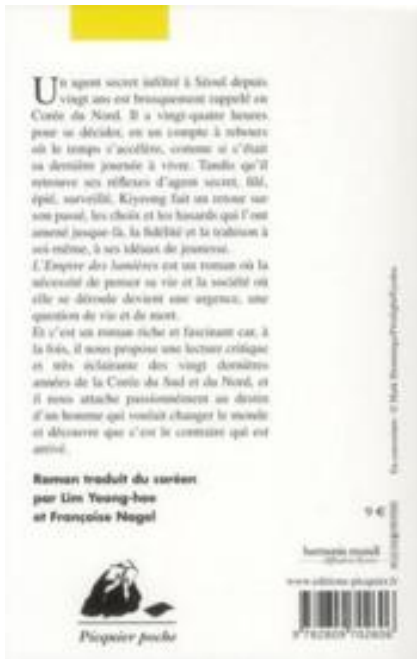 Un agent secret infiltré à Séoul depuis
vingt ans est brusquement rappelé en
Corée du Nord. Il a vingt-quatre heures
pour se décider, en un compte à rebours
où le temps s'accélère, comme si c'était
sa dernière journée à vivre. Tandis qu'il
retrouve ses réflexes d'agent secret, filé,
épié, surveillé, Kiyeong fait un retour sur
son passé, les choix et les hasards qui l'ont
amené jusque-là, la fidélité et la trahison à
soi-même, à ses idéaux de jeunesse.
L'Empire des lumières est un roman où la
nécessité de penser sa vie et la société où
elle se déroule devient une urgence, une
question de vie et de mort.
Et c'est un roman riche et fascinant car, à
la fois, il nous propose une lecture critique
et très éclairante des vingt dernières
années de la Corée du Sud et du Nord, et
il nous attache passionnément au destin
d'un homme qui voulait changer le monde
et découvre que c'est le contraire qui est
arrivé.
Roman traduit du coréen
par Lim Yeong-hee
et Françoise Nagel
9 €
harmonia mundi
www.editions-picquier.fr
9 782809 702606
Picquier poche